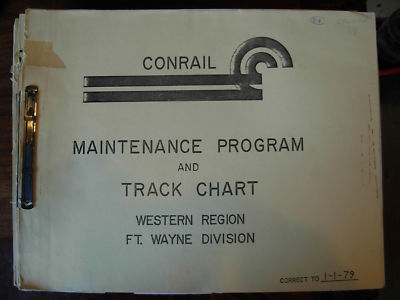 CONRAIL
MAINTENANCE PROGRAM
AND
TRACK CHART
WESTERN REGION
FT. WAYNE DIVISION
CORRECT TO 1-1-79